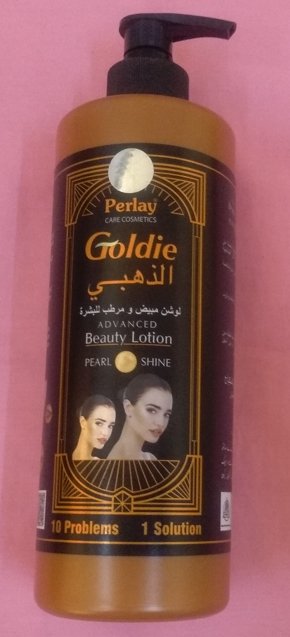 Perlay
CARE COSMETICS
Goldie
الذهبي
لوشن مبيض و مرطب للبشرة
ADVANCED
Beauty Lotion
PEARL SHINE
10 Problems 1 Solution